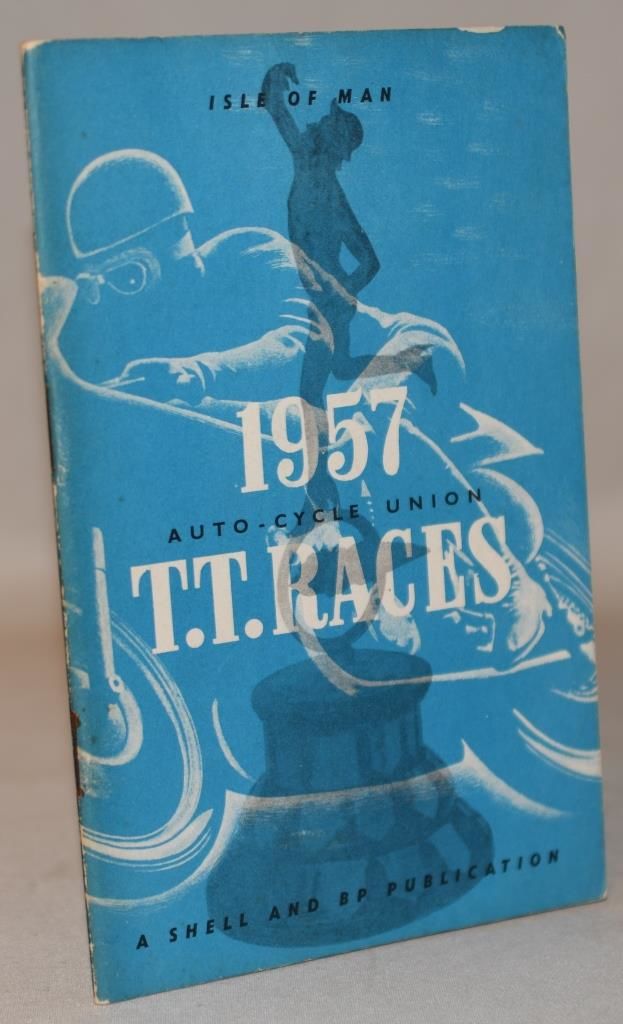 ISLE OF MAN
1957
AUTO-CYCLE UNION
T.T. RACES
A SHELL AND BP PUBLICATION